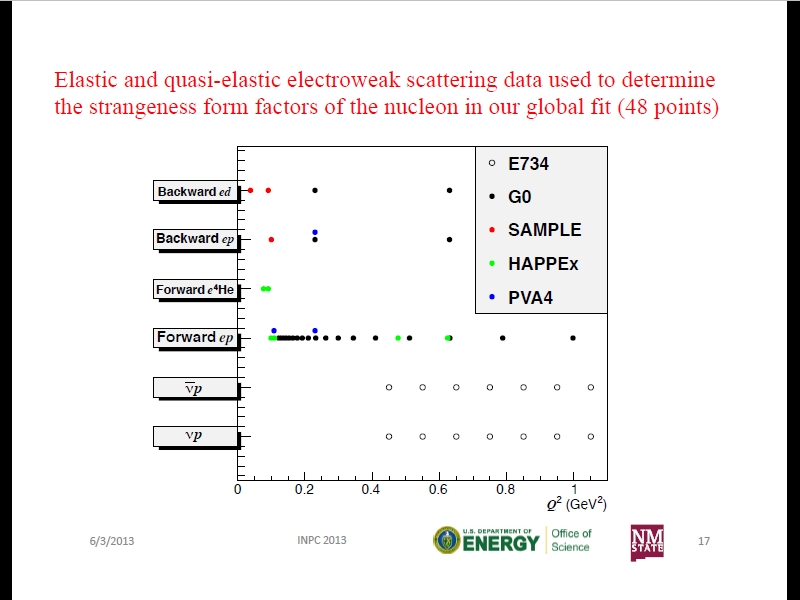 Elastic and quasi-elastic electroweak scattering data used to determine
the strangeness form factors of the nucleon in our global fit (48 points)
E734
G0
SAMPLE
HAPPEx
PVA4
Backward ed
Backward ep
Forward e⁴He
Forward ep
ν̅p
νp
0 0.2 0.4 0.6 0.8 1
Q² (GeV²)
6/3/2013
INPC 2013
U.S. DEPARTMENT OF
ENERGY
Office of
Science
NM
STATE
17